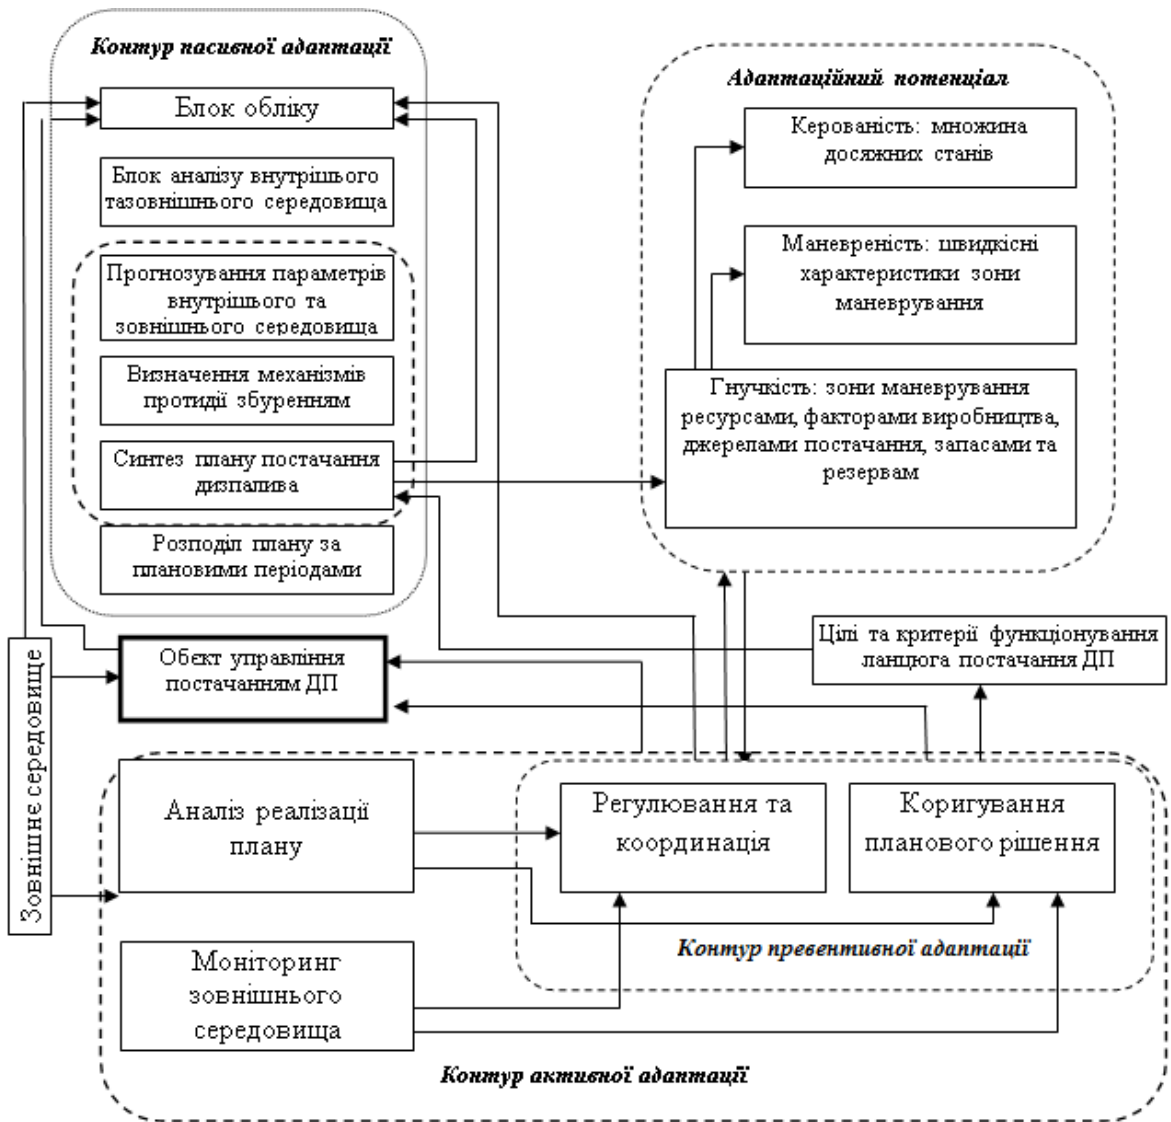 Контур пасивної адаптації
Блок обліку
Блок аналізу внутрішього
тазовнішнього середовища
Прогнозування параметрів
внутрішього та
зовнішнього середовища
Визначення механізмів
протидії збуренням
Синтез плану постачання
дизпалива
Розподіл плану за
плановими періодами
Адаптаційний потенціал
Керованість: множина
досяжних станів
Маневреність: швидкісні
характеристики зони
маневрування
Гнучкість: зони маневрування
ресурсами, факторами виробництва,
джерелами постачання, запасами та
резервам
Зовнішнє середовище
Обєкт управління
постачанням ДП
Цілі та критерії функціонування
ланцюга постачання ДП
Аналіз реалізації
плану
Регулювання та
координація
Коригування
планового рішення
Контур превентивної адаптації
Моніторинг
зовнішнього
середовища
Контур активної адаптації